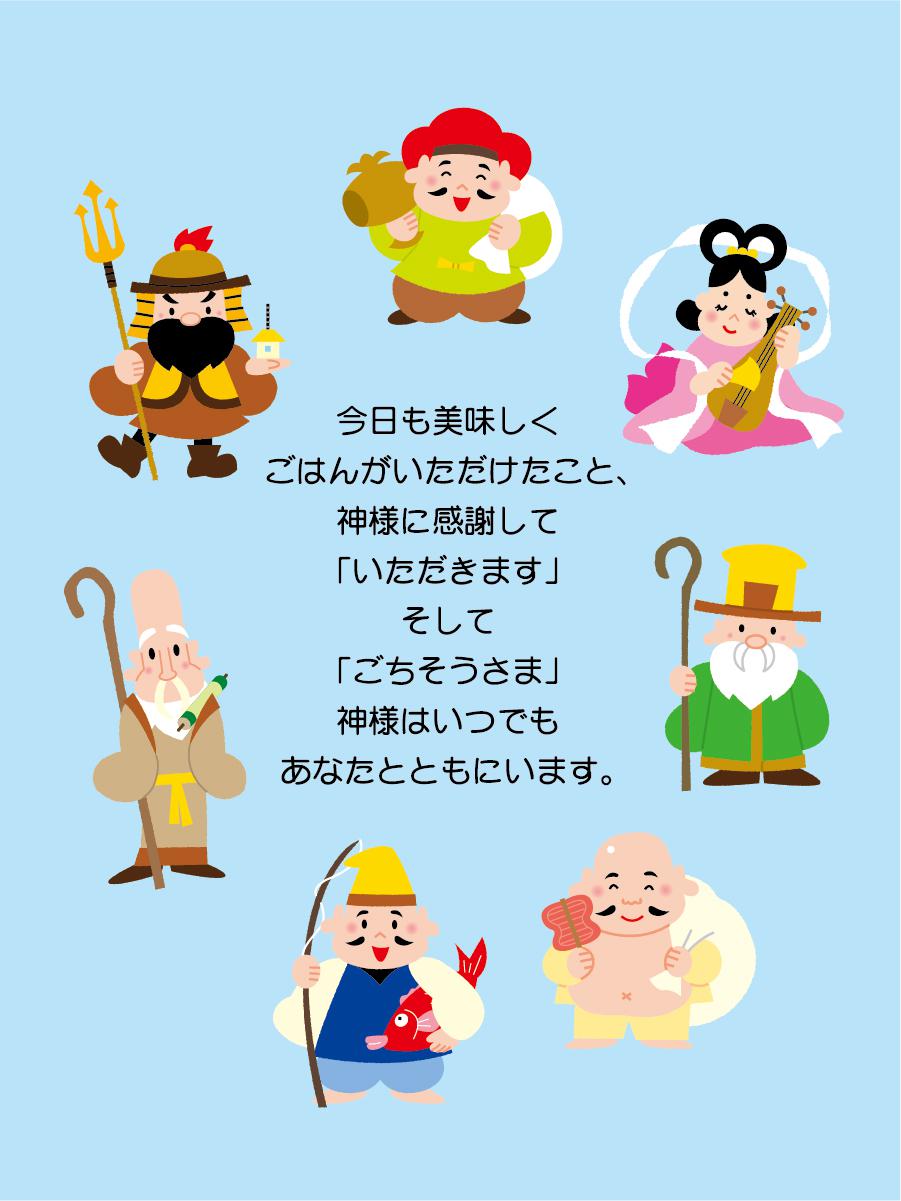 今日も美味しく
ごはんがいただけたこと、
神様に感謝して
「いただきます」
そして
「ごちそうさま」
神様はいつでも
あなたとともにいます。